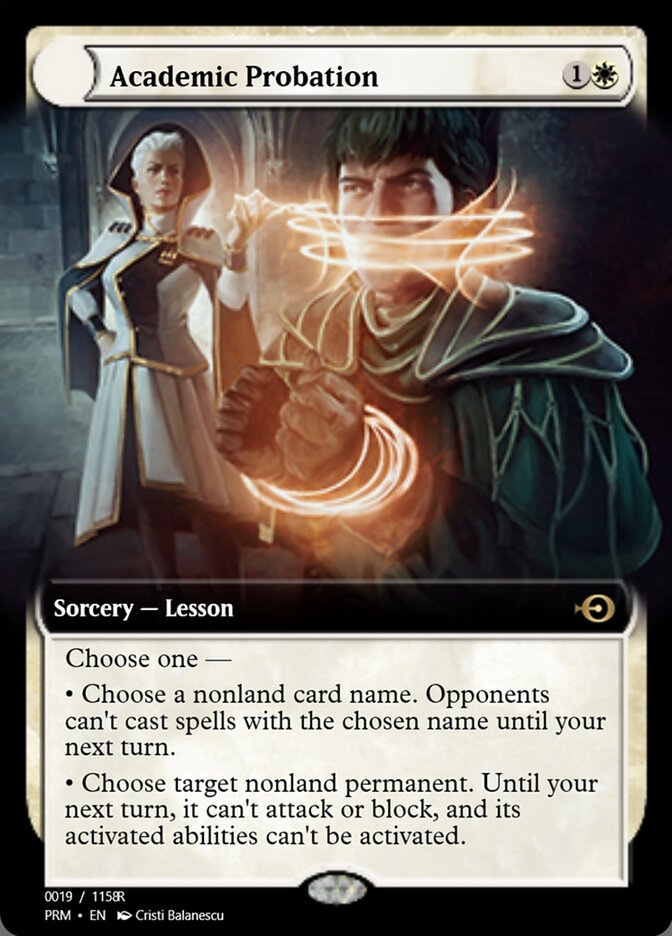 Academic Probation 1
Sorcery — Lesson
Choose one —
• Choose a nonland card name. Opponents
can't cast spells with the chosen name until your
next turn.
• Choose target nonland permanent. Until your
next turn, it can't attack or block, and its
activated abilities can't be activated.
0019 / 1158R
PRM • EN Cristi Balanescu